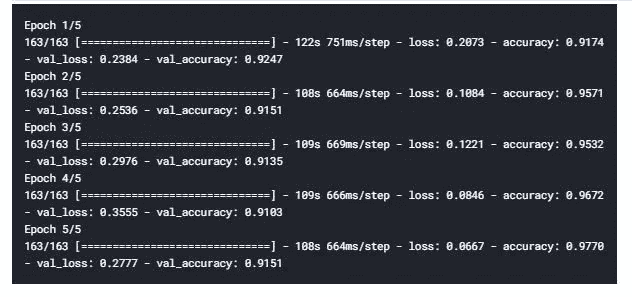 Epoch 1/5
163/163 [==============================] - 122s 751ms/step - loss: 0.2073 - accuracy: 0.9174
- val_loss: 0.2384 - val_accuracy: 0.9247
Epoch 2/5
163/163 [==============================] - 108s 664ms/step - loss: 0.1084 - accuracy: 0.9571
- val_loss: 0.2536 - val_accuracy: 0.9151
Epoch 3/5
163/163 [==============================] - 109s 669ms/step - loss: 0.1221 - accuracy: 0.9532
- val_loss: 0.2976 - val_accuracy: 0.9135
Epoch 4/5
163/163 [==============================] - 109s 666ms/step - loss: 0.0846 - accuracy: 0.9672
- val_loss: 0.3555 - val_accuracy: 0.9103
Epoch 5/5
163/163 [==============================] - 108s 664ms/step - loss: 0.0667 - accuracy: 0.9770
- val_loss: 0.2777 - val_accuracy: 0.9151